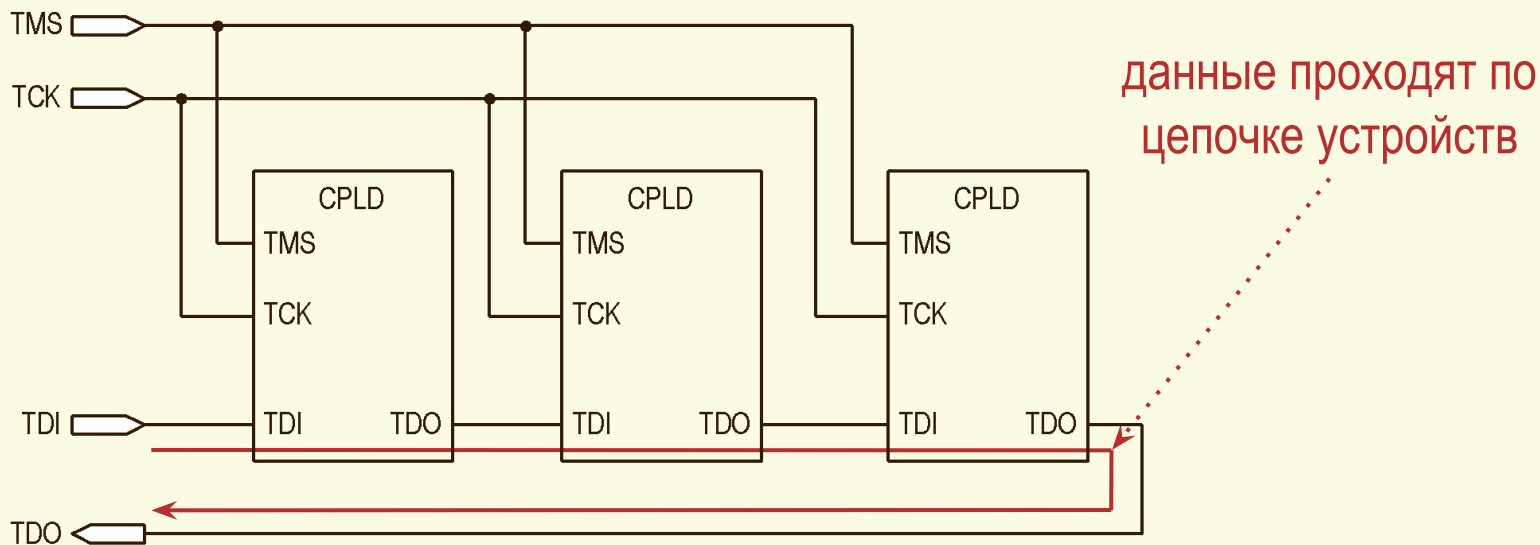 TMS
TCK
данные проходят по
цепочке устройств
CPLD
TMS
TCK
TDI TDO
CPLD
TMS
TCK
TDI TDO
CPLD
TMS
TCK
TDI TDO
TDI
TDO